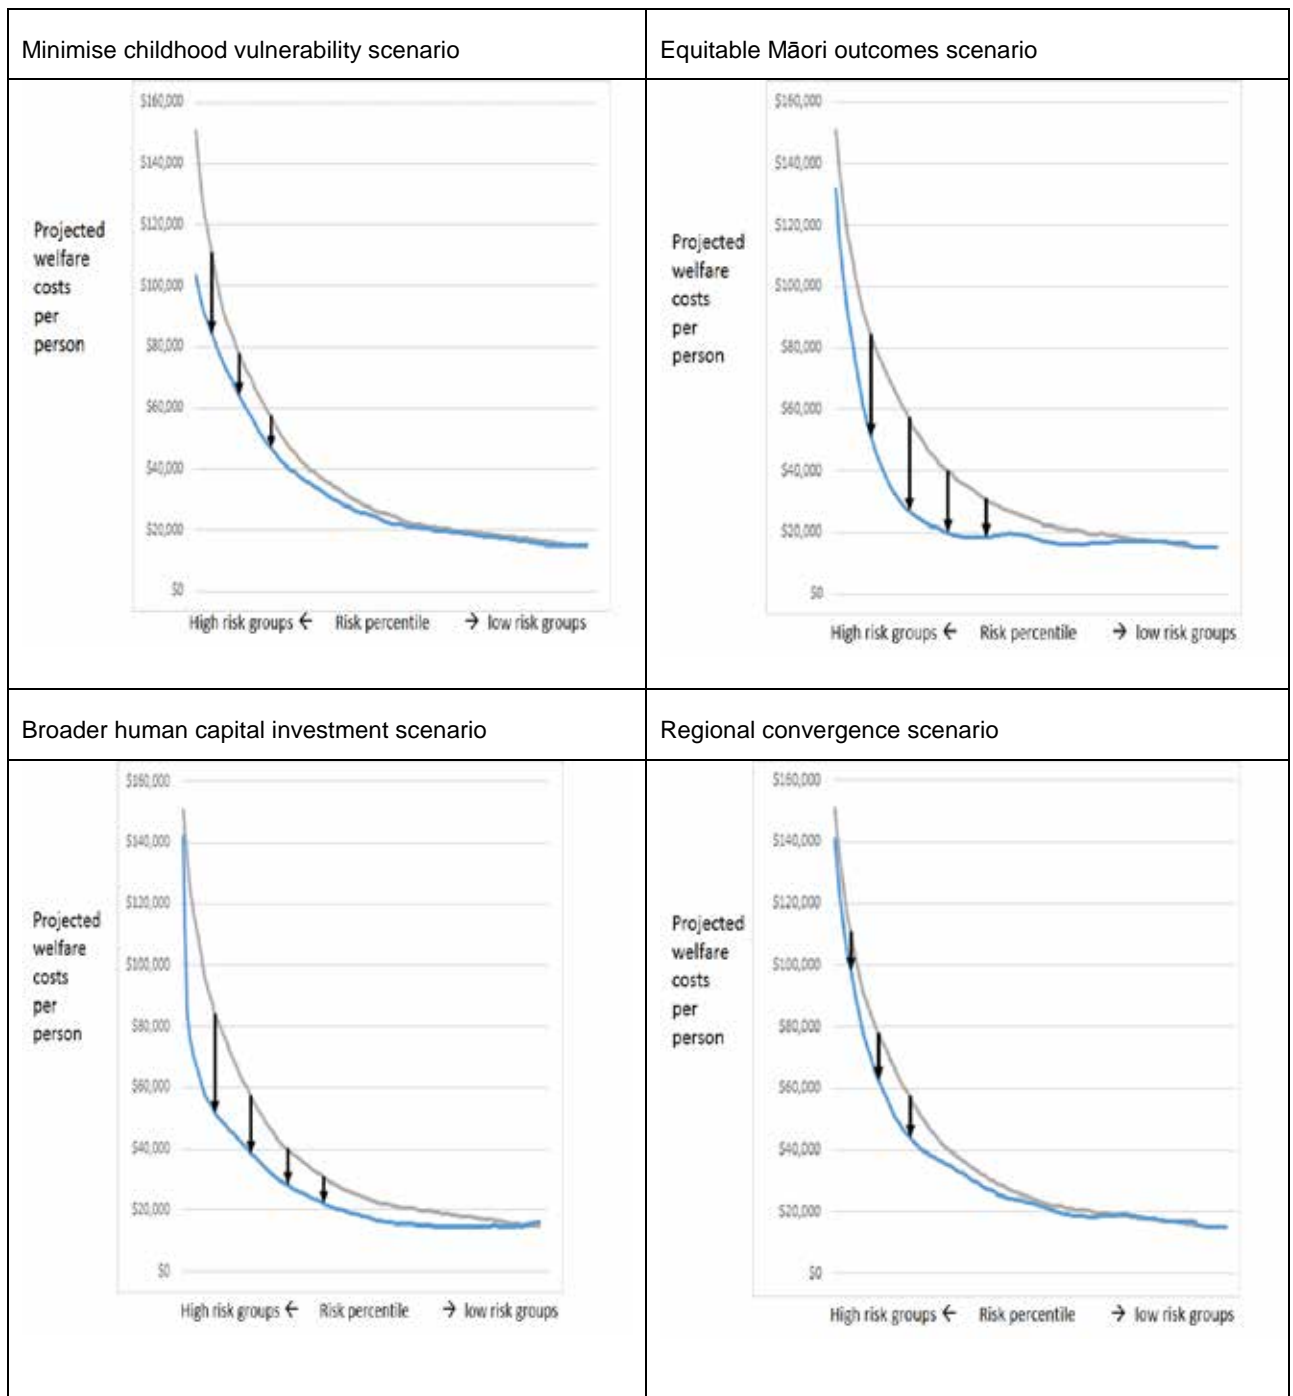 Minimise childhood vulnerability scenario
Equitable Māori outcomes scenario
$160,000
$140,000
$120,000
$100,000
$80,000
$60,000
$40,000
$20,000
$0
Projected
welfare
costs
per
person
High risk groups ← Risk percentile → low risk groups
$160,000
$140,000
$120,000
$100,000
$80,000
$60,000
$40,000
$20,000
$0
Projected
welfare
costs
per
person
High risk groups ← Risk percentile → low risk groups
Broader human capital investment scenario
Regional convergence scenario
$160,000
$140,000
$120,000
$100,000
$80,000
$60,000
$40,000
$20,000
$0
Projected
welfare
costs
per
person
High risk groups ← Risk percentile → low risk groups
$160,000
$140,000
$120,000
$100,000
$80,000
$60,000
$40,000
$20,000
$0
Projected
welfare
costs
per
person
High risk groups ← Risk percentile → low risk groups